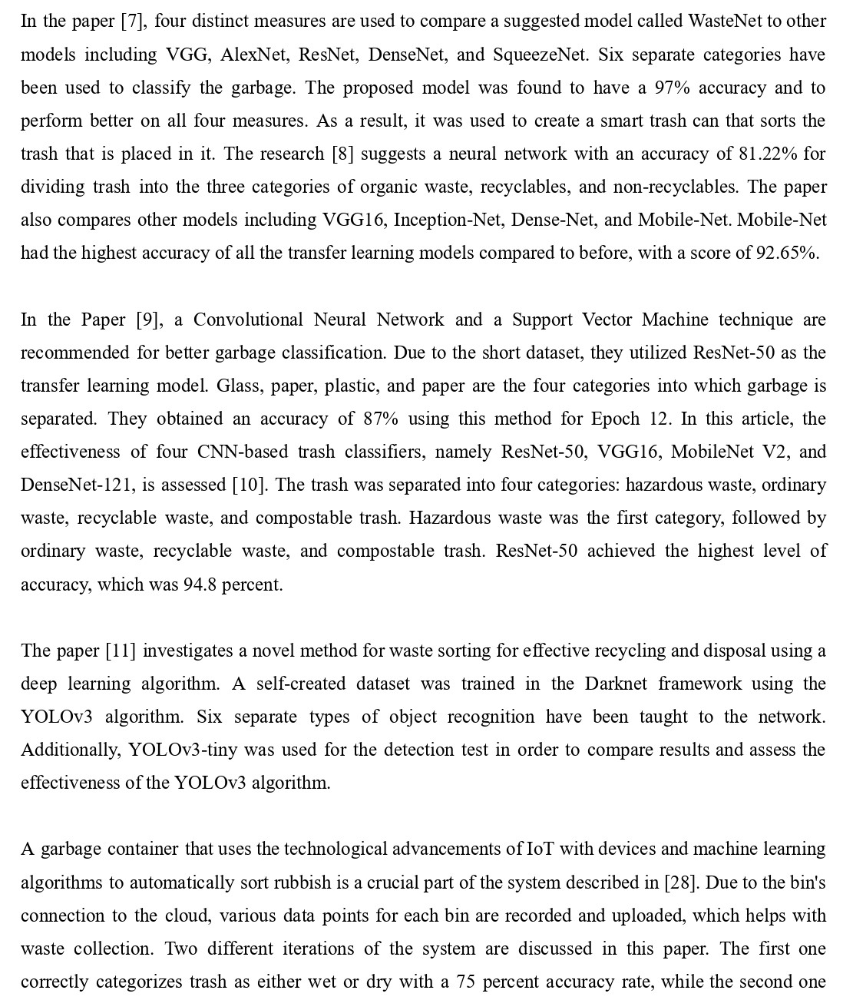 In the paper [7], four distinct measures are used to compare a suggested model called WasteNet to other
models including VGG, AlexNet, ResNet, DenseNet, and SqueezeNet. Six separate categories have
been used to classify the garbage. The proposed model was found to have a 97% accuracy and to
perform better on all four measures. As a result, it was used to create a smart trash can that sorts the
trash that is placed in it. The research [8] suggests a neural network with an accuracy of 81.22% for
dividing trash into the three categories of organic waste, recyclables, and non-recyclables. The paper
also compares other models including VGG16, Inception-Net, Dense-Net, and Mobile-Net. Mobile-Net
had the highest accuracy of all the transfer learning models compared to before, with a score of 92.65%.
In the Paper [9], a Convolutional Neural Network and a Support Vector Machine technique are
recommended for better garbage classification. Due to the short dataset, they utilized ResNet-50 as the
transfer learning model. Glass, paper, plastic, and paper are the four categories into which garbage is
separated. They obtained an accuracy of 87% using this method for Epoch 12. In this article, the
effectiveness of four CNN-based trash classifiers, namely ResNet-50, VGG16, MobileNet V2, and
DenseNet-121, is assessed [10]. The trash was separated into four categories: hazardous waste, ordinary
waste, recyclable waste, and compostable trash. Hazardous waste was the first category, followed by
ordinary waste, recyclable waste, and compostable trash. ResNet-50 achieved the highest level of
accuracy, which was 94.8 percent.
The paper [11] investigates a novel method for waste sorting for effective recycling and disposal using a
deep learning algorithm. A self-created dataset was trained in the Darknet framework using the
YOLOv3 algorithm. Six separate types of object recognition have been taught to the network.
Additionally, YOLOv3-tiny was used for the detection test in order to compare results and assess the
effectiveness of the YOLOv3 algorithm.
A garbage container that uses the technological advancements of IoT with devices and machine learning
algorithms to automatically sort rubbish is a crucial part of the system described in [28]. Due to the bin's
connection to the cloud, various data points for each bin are recorded and uploaded, which helps with
waste collection. Two different iterations of the system are discussed in this paper. The first one
correctly categorizes trash as either wet or dry with a 75 percent accuracy rate, while the second one